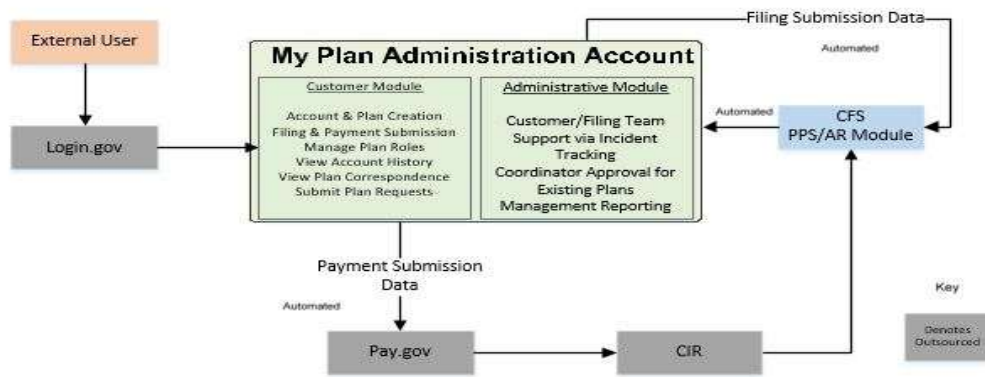 Filing Submission Data
External User
Automated
My Plan Administration Account
Customer Module
Account & Plan Creation
Filing & Payment Submission
Manage Plan Roles
View Account History
View Plan Correspondence
Submit Plan Requests
Administrative Module
Customer/Filing Team
Support via Incident
Tracking
Coordinator Approval for
Existing Plans
Management Reporting
Automated
CFS
PPS/AR Module
Login.gov
Payment Submission
Data
Automated
Pay.gov
CIR
Key
Denotes
Outsourced